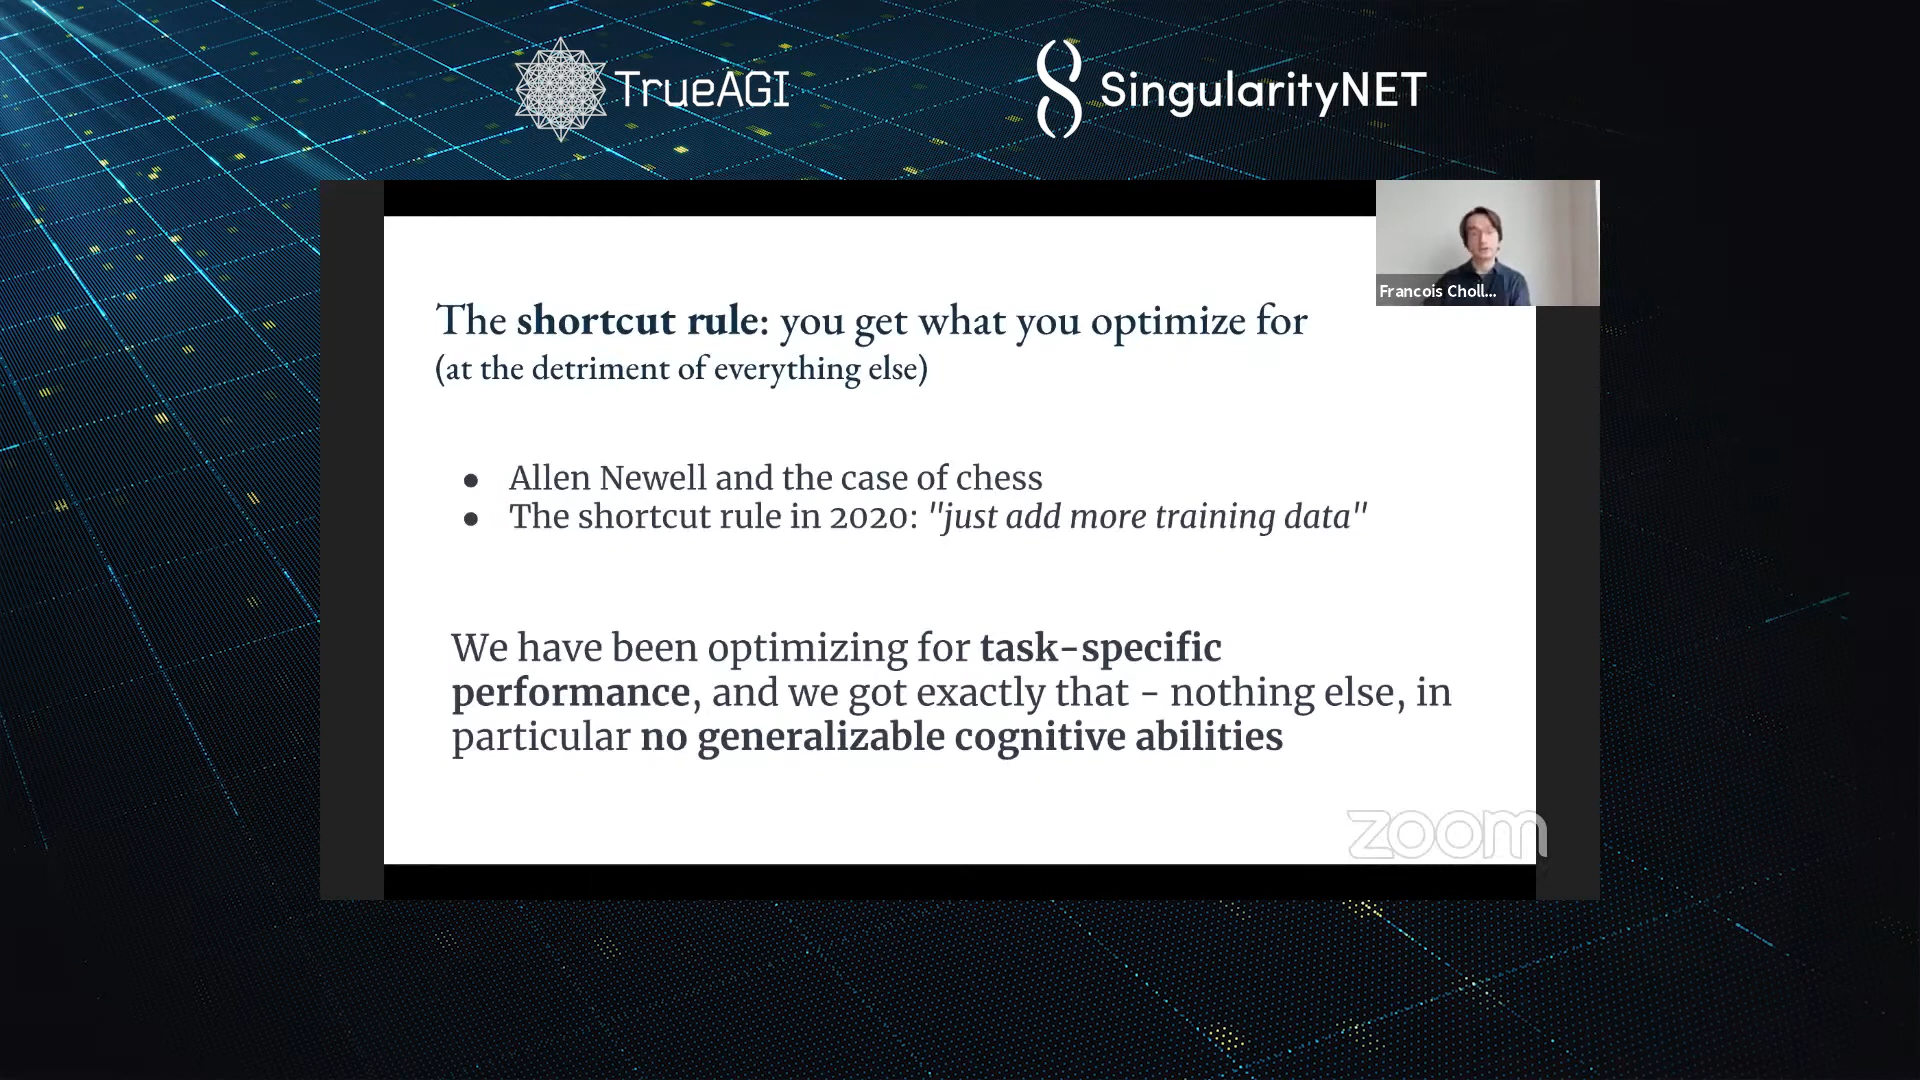 TrueAGI
SingularityNET
Francois Choll...
The shortcut rule: you get what you optimize for
(at the detriment of everything else)
● Allen Newell and the case of chess
● The shortcut rule in 2020: "just add more training data"
We have been optimizing for task-specific
performance, and we got exactly that - nothing else, in
particular no generalizable cognitive abilities
zoom